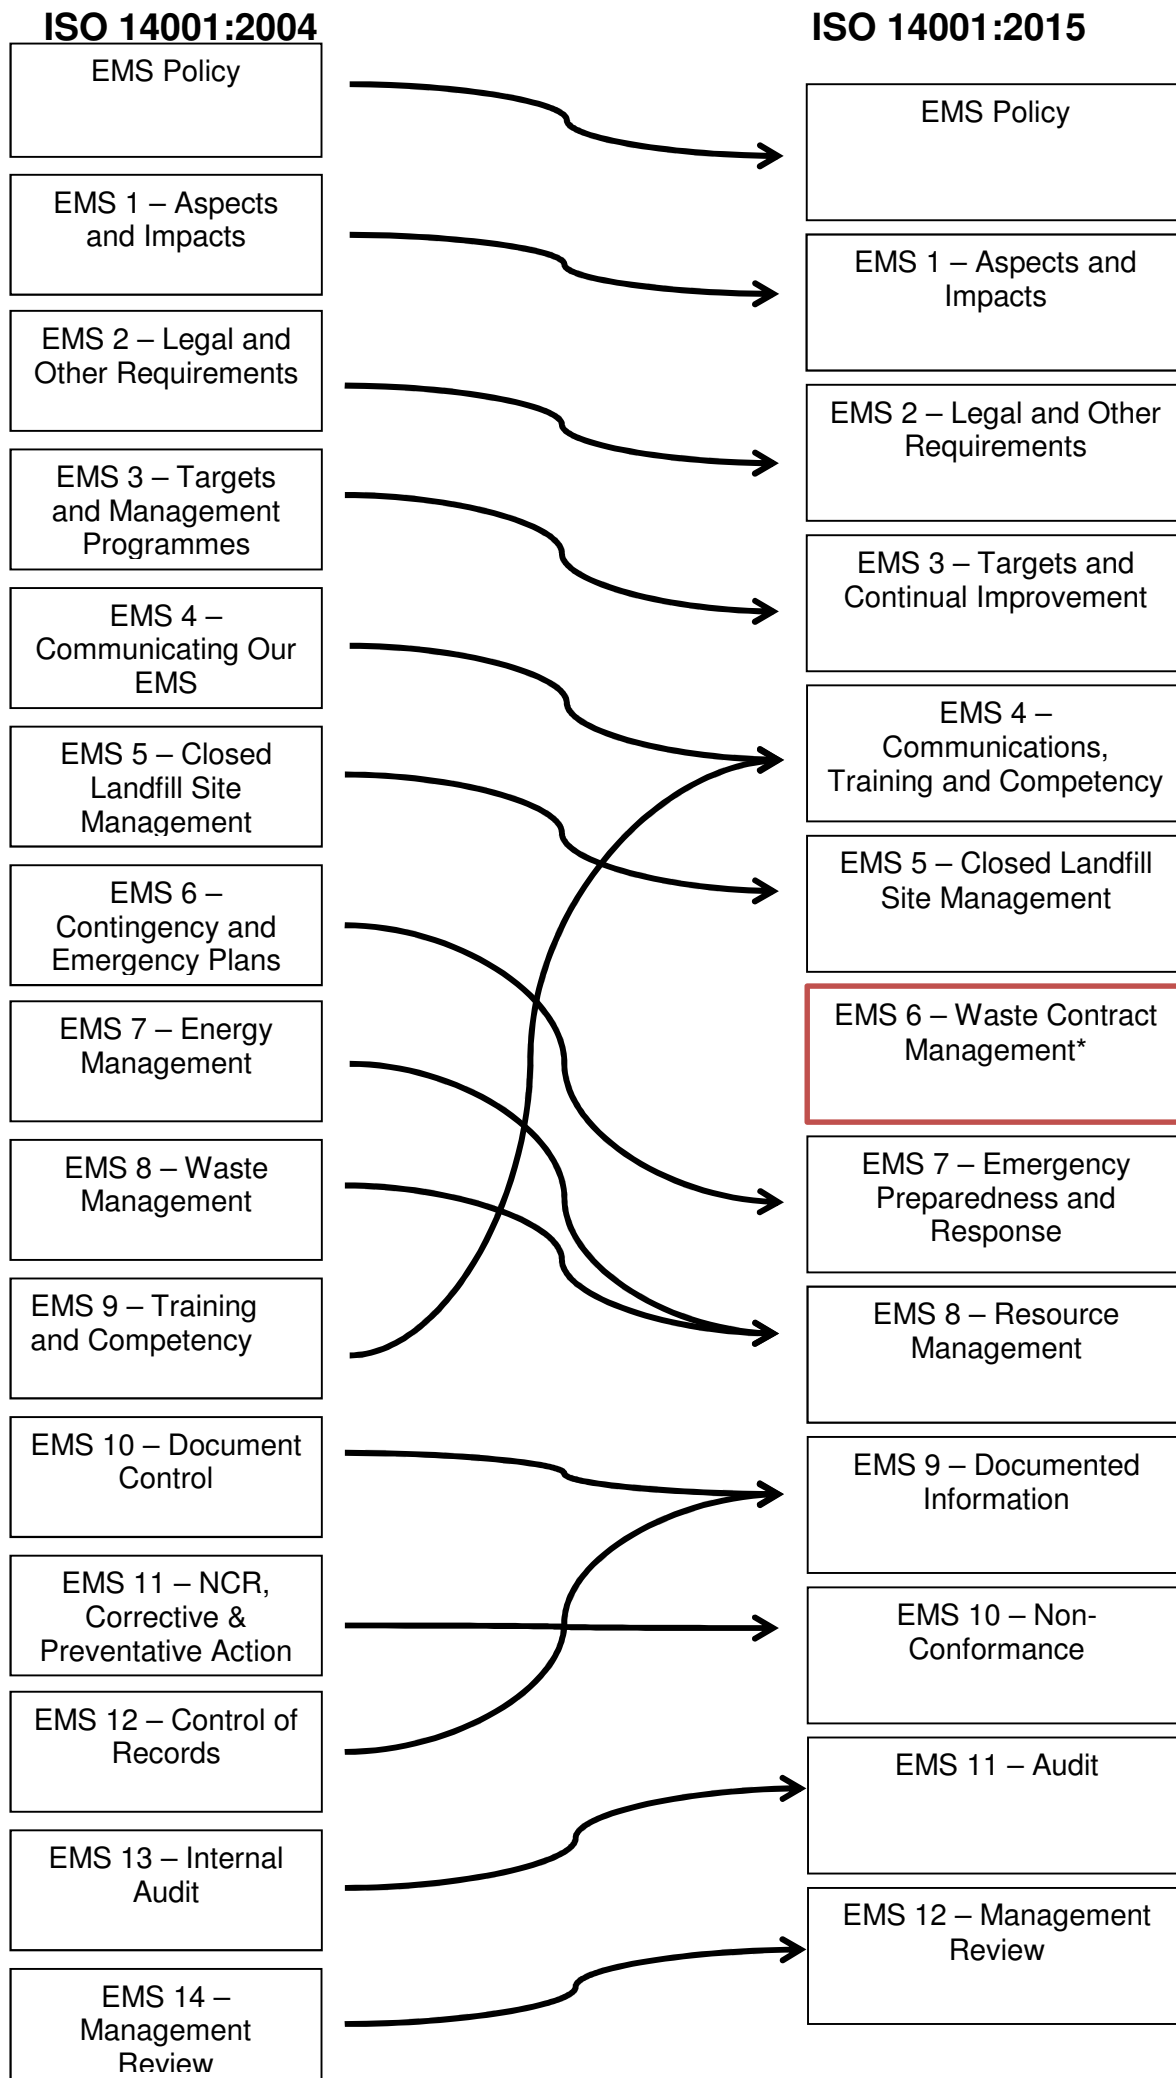 ISO 14001:2004
EMS Policy
EMS 1 – Aspects
and Impacts
EMS 2 – Legal and
Other Requirements
EMS 3 – Targets
and Management
Programmes
EMS 4 –
Communicating Our
EMS
EMS 5 – Closed
Landfill Site
Management
EMS 6 –
Contingency and
Emergency Plans
EMS 7 – Energy
Management
EMS 8 – Waste
Management
EMS 9 – Training
and Competency
EMS 10 – Document
Control
EMS 11 – NCR,
Corrective &
Preventative Action
EMS 12 – Control of
Records
EMS 13 – Internal
Audit
EMS 14 –
Management
Review
ISO 14001:2015
EMS Policy
EMS 1 – Aspects and
Impacts
EMS 2 – Legal and Other
Requirements
EMS 3 – Targets and
Continual Improvement
EMS 4 –
Communications,
Training and Competency
EMS 5 – Closed Landfill
Site Management
EMS 6 – Waste Contract
Management*
EMS 7 – Emergency
Preparedness and
Response
EMS 8 – Resource
Management
EMS 9 – Documented
Information
EMS 10 – Non-
Conformance
EMS 11 – Audit
EMS 12 – Management
Review